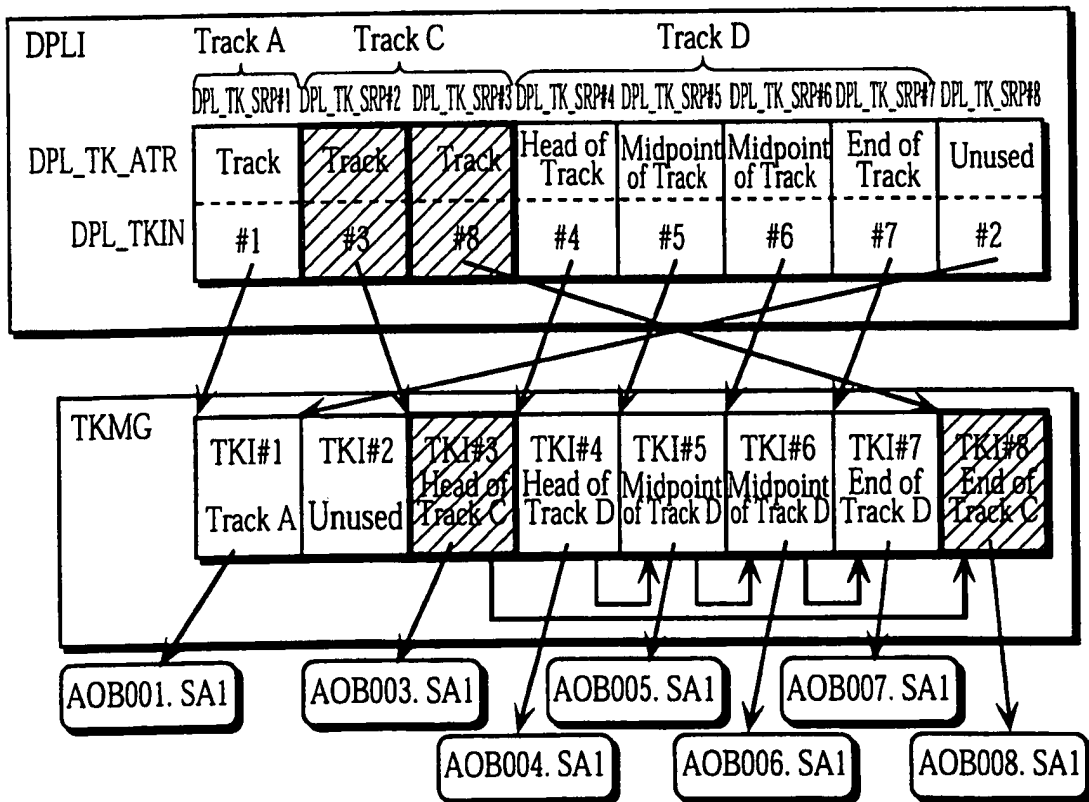 DPLI
Track A
Track C
Track D
DPL_TK_SRP#1 DPL_TK_SRP#2 DPL_TK_SRP#3 DPL_TK_SRP#4 DPL_TK_SRP#5 DPL_TK_SRP#6 DPL_TK_SRP#7 DPL_TK_SRP#8
DPL_TK_ATR
Track
Track
Track
Head of
Track
Midpoint
of Track
Midpoint
of Track
End of
Track
Unused
DPL_TKIN
#1
#3
#8
#4
#5
#6
#7
#2
TKMG
TKI#1
Track A
TKI#2
Unused
TKI#3
Head of
Track C
TKI#4
Head of
Track D
TKI#5
Midpoint
of Track D
TKI#6
Midpoint
of Track D
TKI#7
End of
Track D
TKI#8
End of
Track C
AOB001. SA1
AOB003. SA1
AOB005. SA1
AOB007. SA1
AOB004. SA1
AOB006. SA1
AOB008. SA1